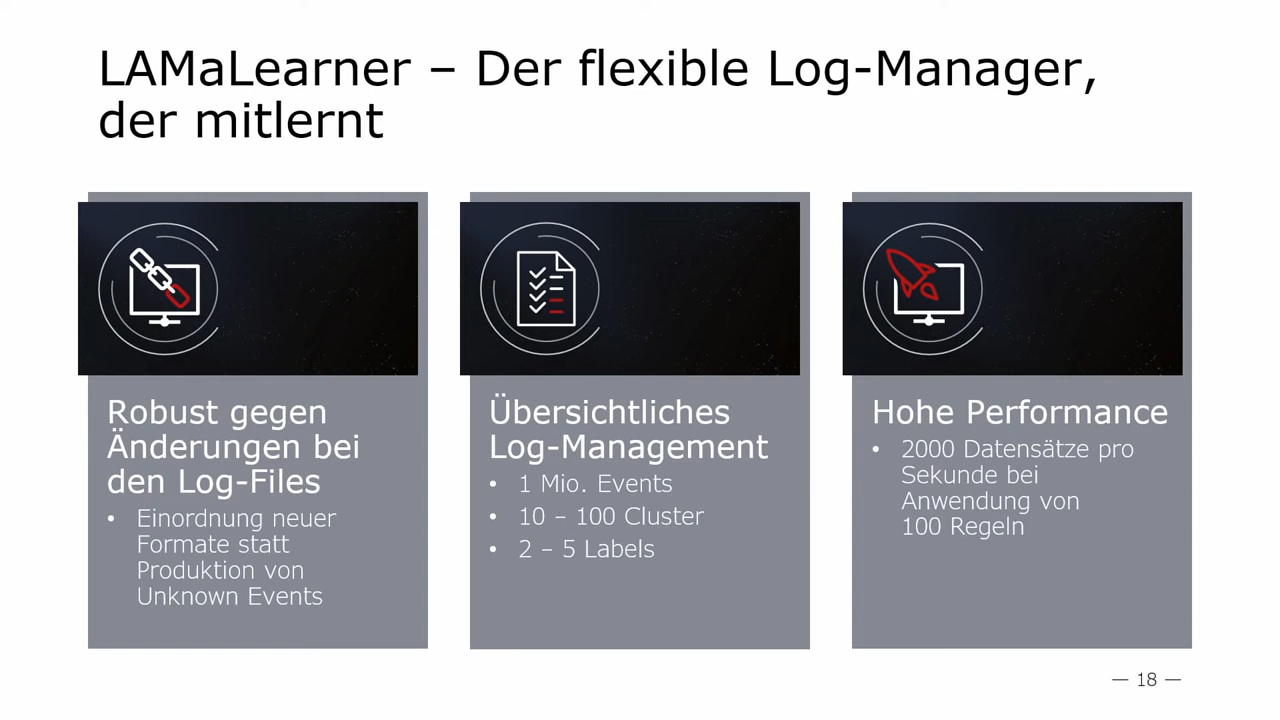 LAMaLearner – Der flexible Log-Manager,
der mitlernt
Robust gegen
Änderungen bei
den Log-Files
• Einordnung neuer
Formate statt
Produktion von
Unknown Events
Übersichtliches
Log-Management
• 1 Mio. Events
• 10 – 100 Cluster
• 2 – 5 Labels
Hohe Performance
• 2000 Datensätze pro
Sekunde bei
Anwendung von
100 Regeln
— 18 —